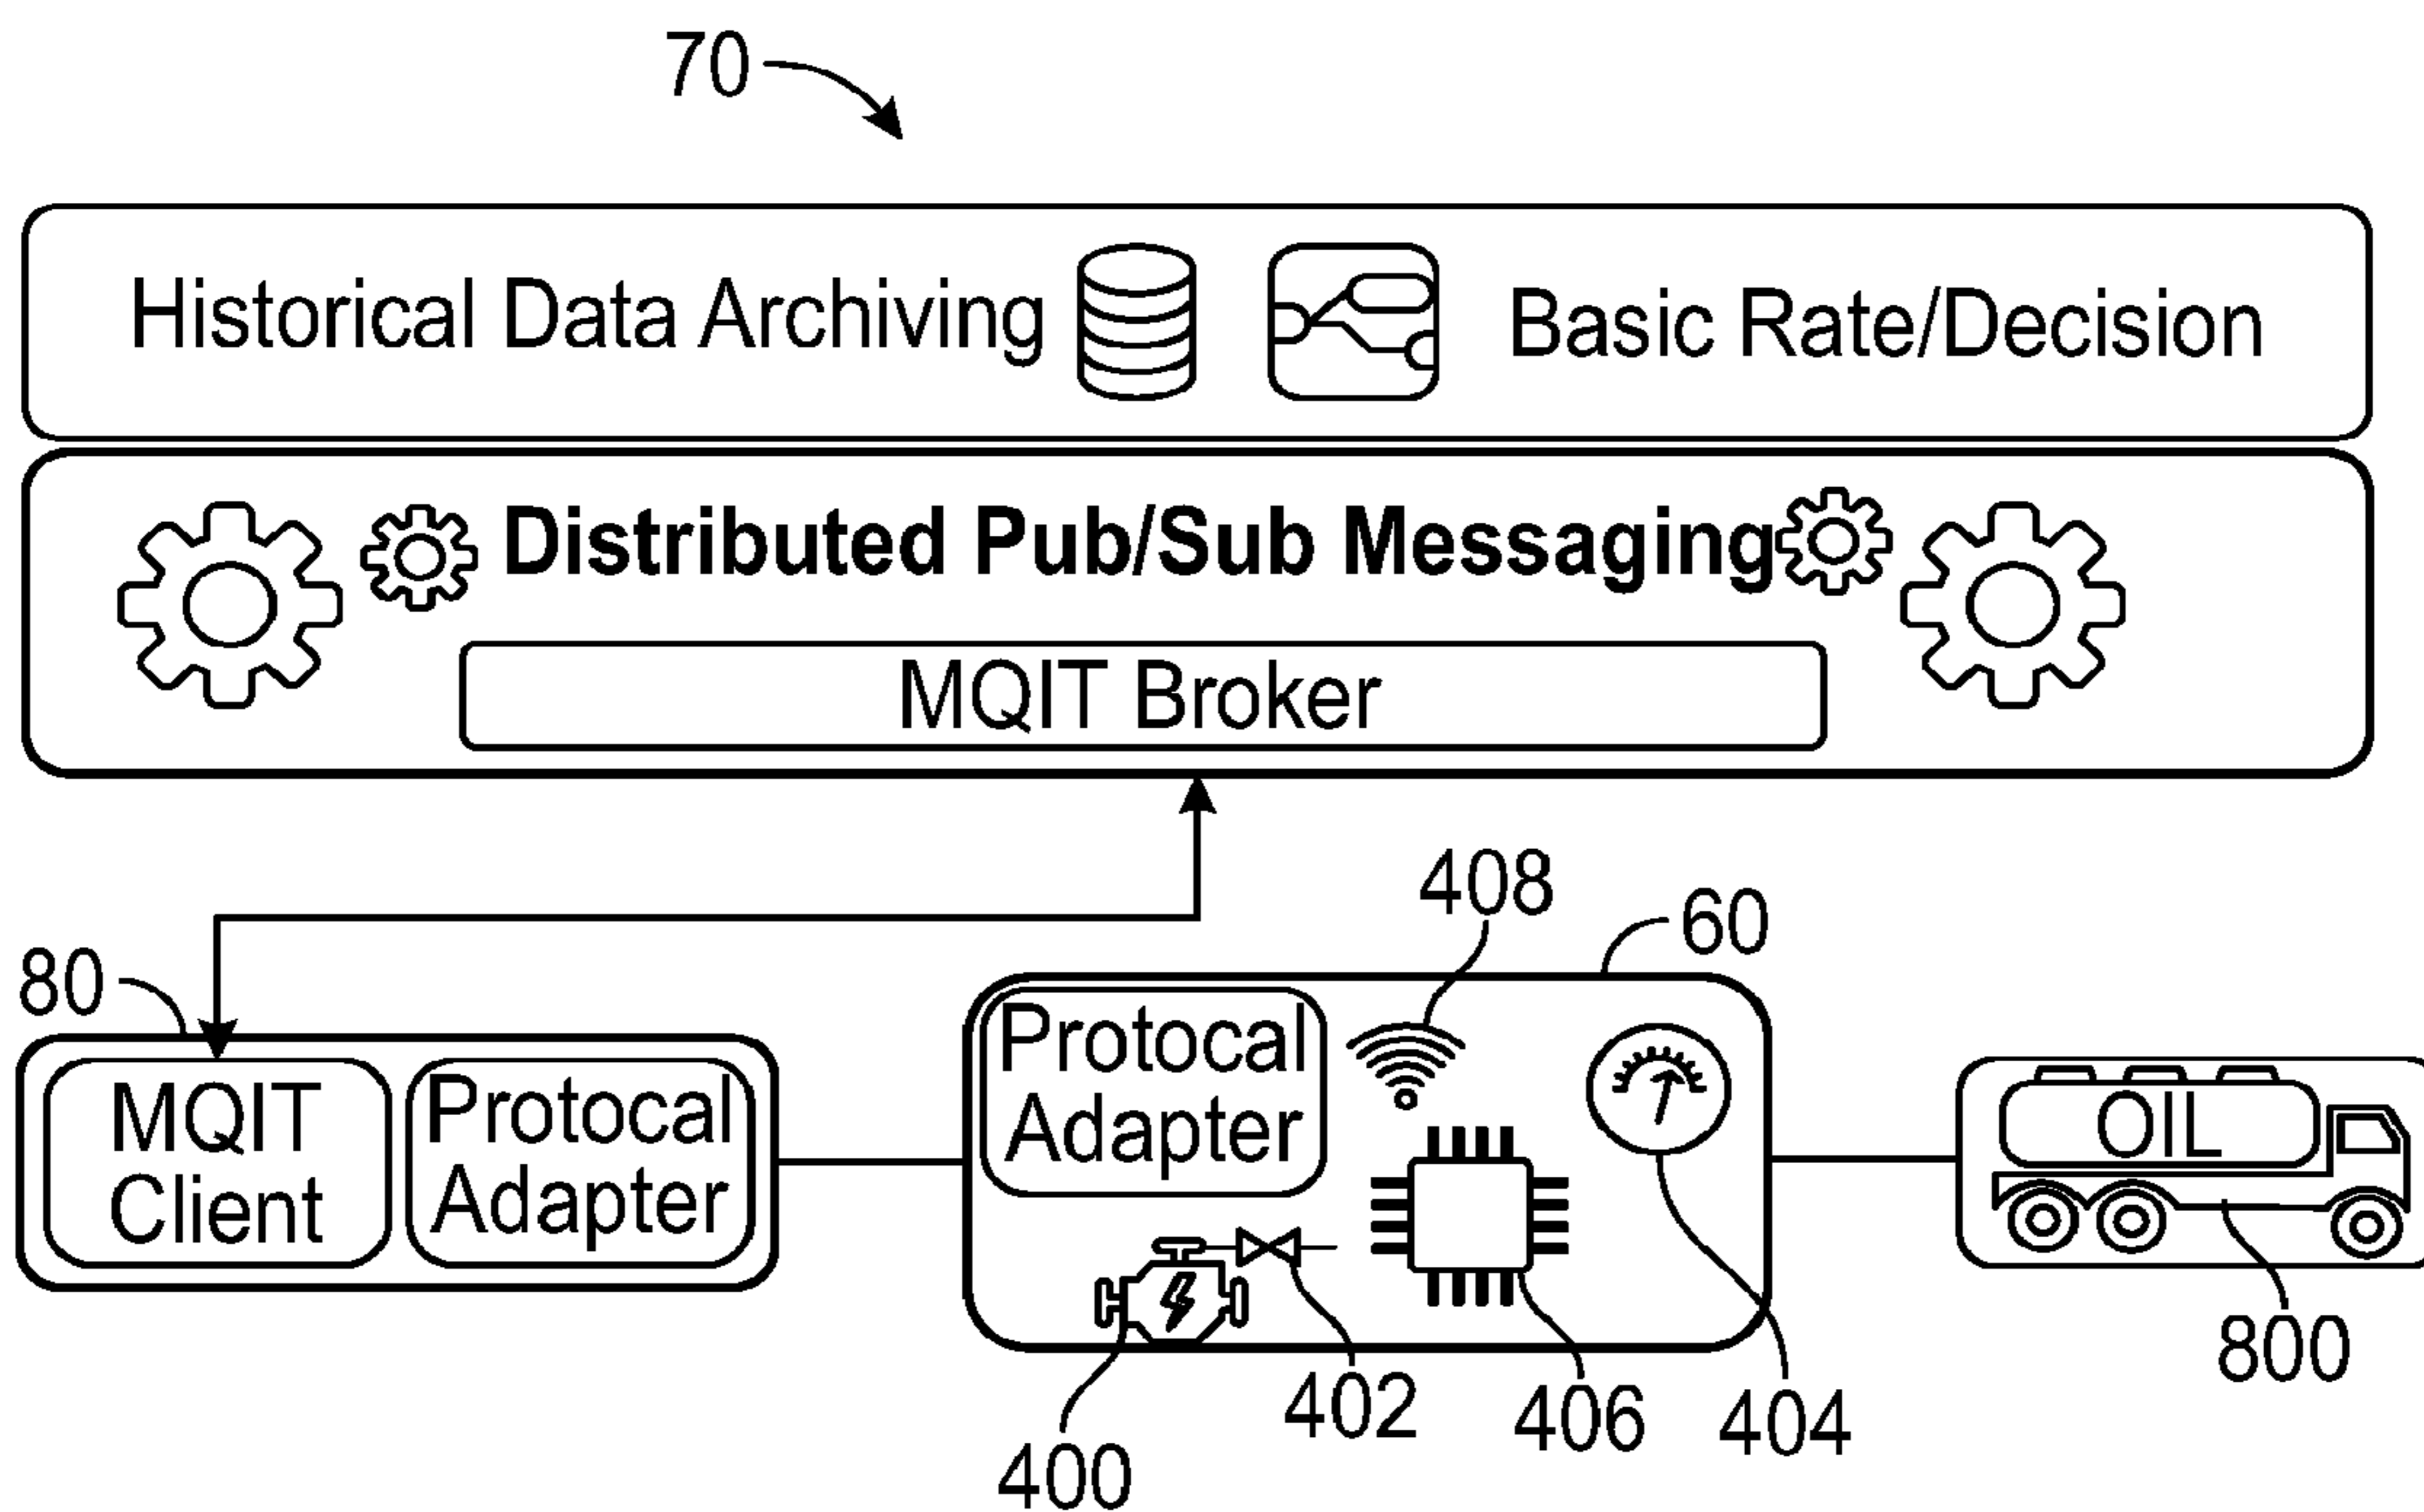 70
Historical Data Archiving
Basic Rate/Decision
Distributed Pub/Sub Messaging
MQIT Broker
408
60
80
MQIT
Client
Protocal
Adapter
Protocal
Adapter
OIL
800
402
406
404
400